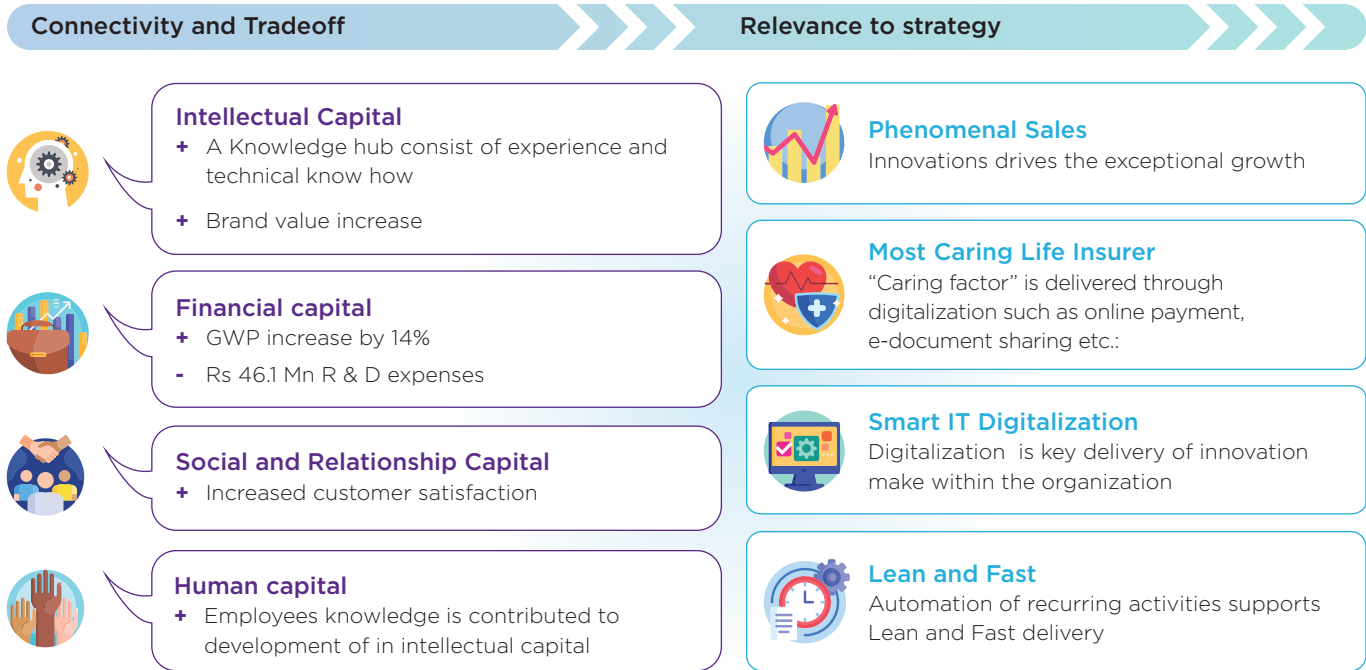 Connectivity and Tradeoff
Intellectual Capital
+ A Knowledge hub consist of experience and
technical know how
+ Brand value increase
Financial capital
+ GWP increase by 14%
- Rs 46.1 Mn R & D expenses
Social and Relationship Capital
+ Increased customer satisfaction
Human capital
+ Employees knowledge is contributed to
development of in intellectual capital
Relevance to strategy
Phenomenal Sales
Innovations drives the exceptional growth
Most Caring Life Insurer
“Caring factor” is delivered through
digitalization such as online payment,
e-document sharing etc.:
Smart IT Digitalization
Digitalization is key delivery of innovation
make within the organization
Lean and Fast
Automation of recurring activities supports
Lean and Fast delivery